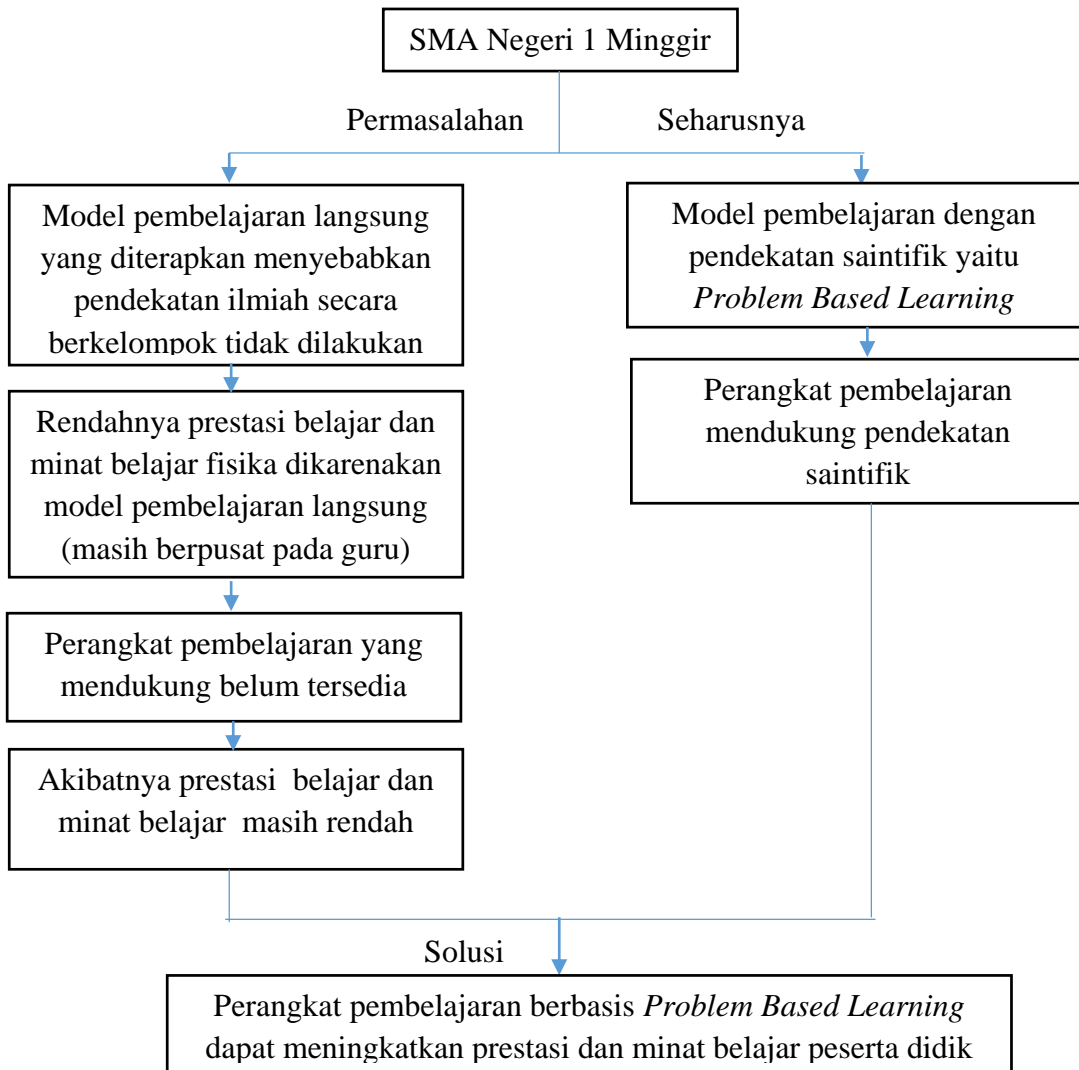 SMA Negeri 1 Minggir
Permasalahan
Seharusnya
Model pembelajaran langsung
yang diterapkan menyebabkan
pendekatan ilmiah secara
berkelompok tidak dilakukan
Rendahnya prestasi belajar dan
minat belajar fisika dikarenakan
model pembelajaran langsung
(masih berpusat pada guru)
Perangkat pembelajaran yang
mendukung belum tersedia
Akibatnya prestasi belajar dan
minat belajar masih rendah
Model pembelajaran dengan
pendekatan saintifik yaitu
Problem Based Learning
Perangkat pembelajaran
mendukung pendekatan
saintifik
Solusi
Perangkat pembelajaran berbasis Problem Based Learning
dapat meningkatkan prestasi dan minat belajar peserta didik